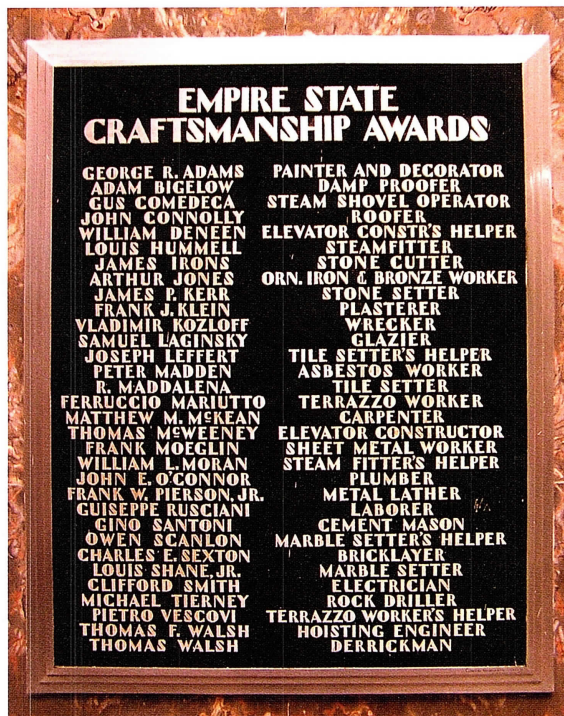 EMPIRE STATE
CRAFTSMANSHIP AWARDS
GEORGE R. ADAMS PAINTER AND DECORATOR
ADAM BIGELOW DAMP PROOFER
GUS COMEDECA STEAM SHOVEL OPERATOR
JOHN CONNOLLY ROOFER
WILLIAM DENEEN ELEVATOR CONSTR'S HELPER
LOUIS HUMMELL STEAMFITTER
JAMES IRONS STONE CUTTER
ARTHUR JONES ORN. IRON & BRONZE WORKER
JAMES P. KERR STONE SETTER
FRANK J. KLEIN PLASTERER
VLADIMIR KOZLOFF WRECKER
SAMUEL LAGINSKY GLAZIER
JOSEPH LEFFERT TILE SETTER'S HELPER
PETER MADDEN ASBESTOS WORKER
R. MADDALENA TILE SETTER
FERRUCCIO MARIUTTO TERRAZZO WORKER
MATTHEW M. McKEAN CARPENTER
THOMAS McWEENEY ELEVATOR CONSTRUCTOR
FRANK MOEGLIN SHEET METAL WORKER
WILLIAM L. MORAN STEAM FITTER'S HELPER
JOHN E. O'CONNOR PLUMBER
FRANK W. PIERSON, JR. METAL LATHER
GUISEPPE RUSCIANI LABORER
GINO SANTONI CEMENT MASON
OWEN SCANLON MARBLE SETTER'S HELPER
CHARLES E. SEXTON BRICKLAYER
LOUIS SHANE, JR. MARBLE SETTER
CLIFFORD SMITH ELECTRICIAN
MICHAEL TIERNEY ROCK DRILLER
PIETRO VESCOVI TERRAZZO WORKER'S HELPER
THOMAS F. WALSH HOISTING ENGINEER
THOMAS WALSH DERRICKMAN